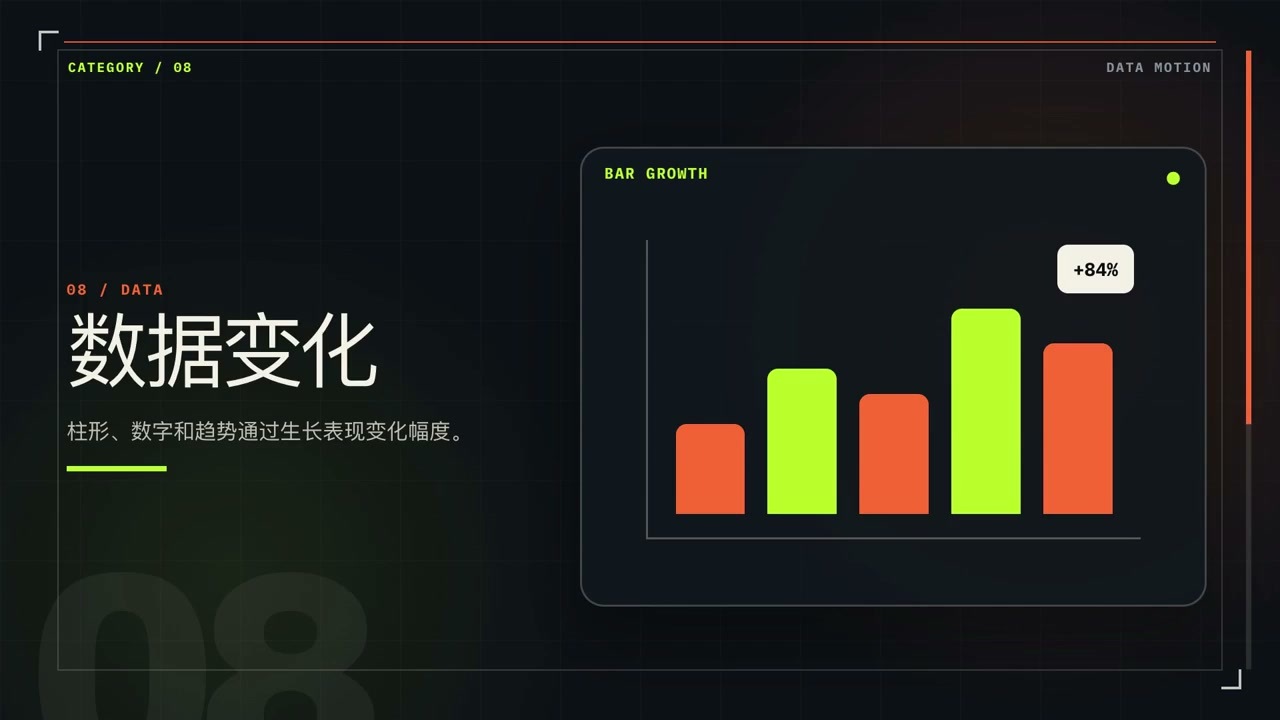 CATEGORY / 08
DATA MOTION
08 / DATA
数据变化
柱形、数字和趋势通过生长表现变化幅度。
BAR GROWTH
+84%
08